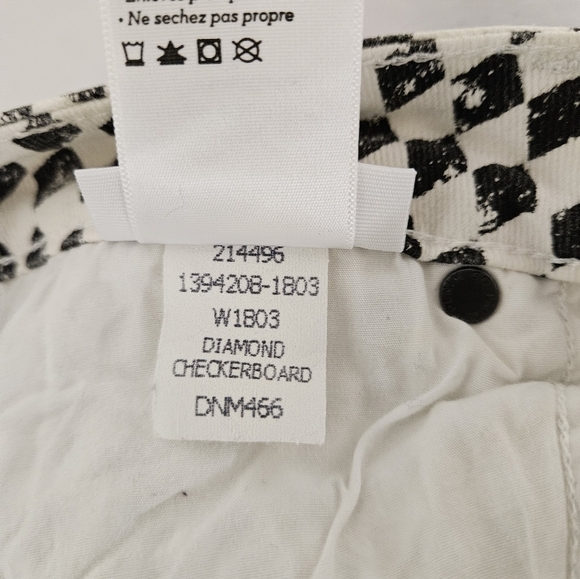 • Ne sechez pas propre
214496
1394208-1803
W1803
DIAMOND
CHECKERBOARD
DNM466